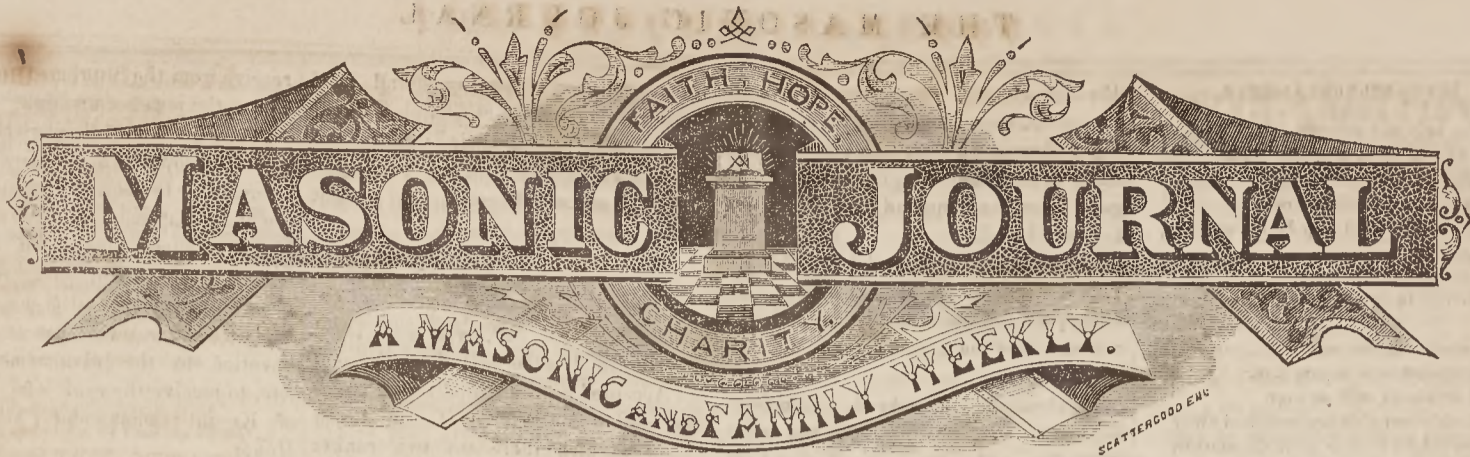 FAITH, HOPE
MASONIC JOURNAL
CHARITY.
A MASONIC AND FAMILY WEEKLY.
SCATTERGOOD ENG